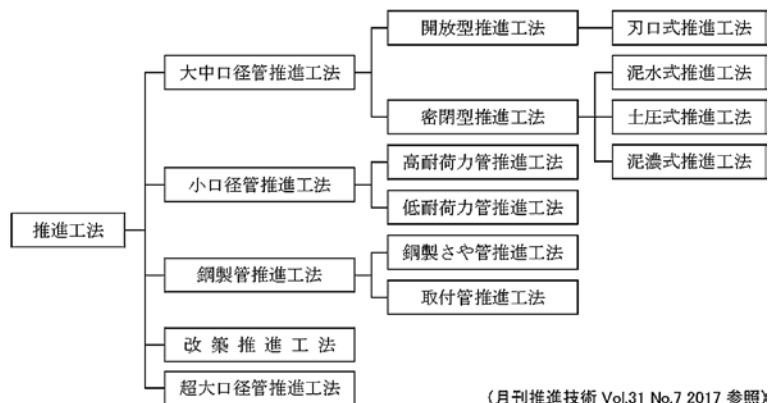 開放型推進工法
刃口式推進工法
大中口径管推進工法
泥水式推進工法
密閉型推進工法
土圧式推進工法
高耐荷力管推進工法
泥濃式推進工法
小口径管推進工法
低耐荷力管推進工法
推進工法
鋼製さや管推進工法
鋼製管推進工法
取付管推進工法
改築推進工法
超大口径管推進工法
(月刊推進技術 Vol.31 No.7 2017 参照)